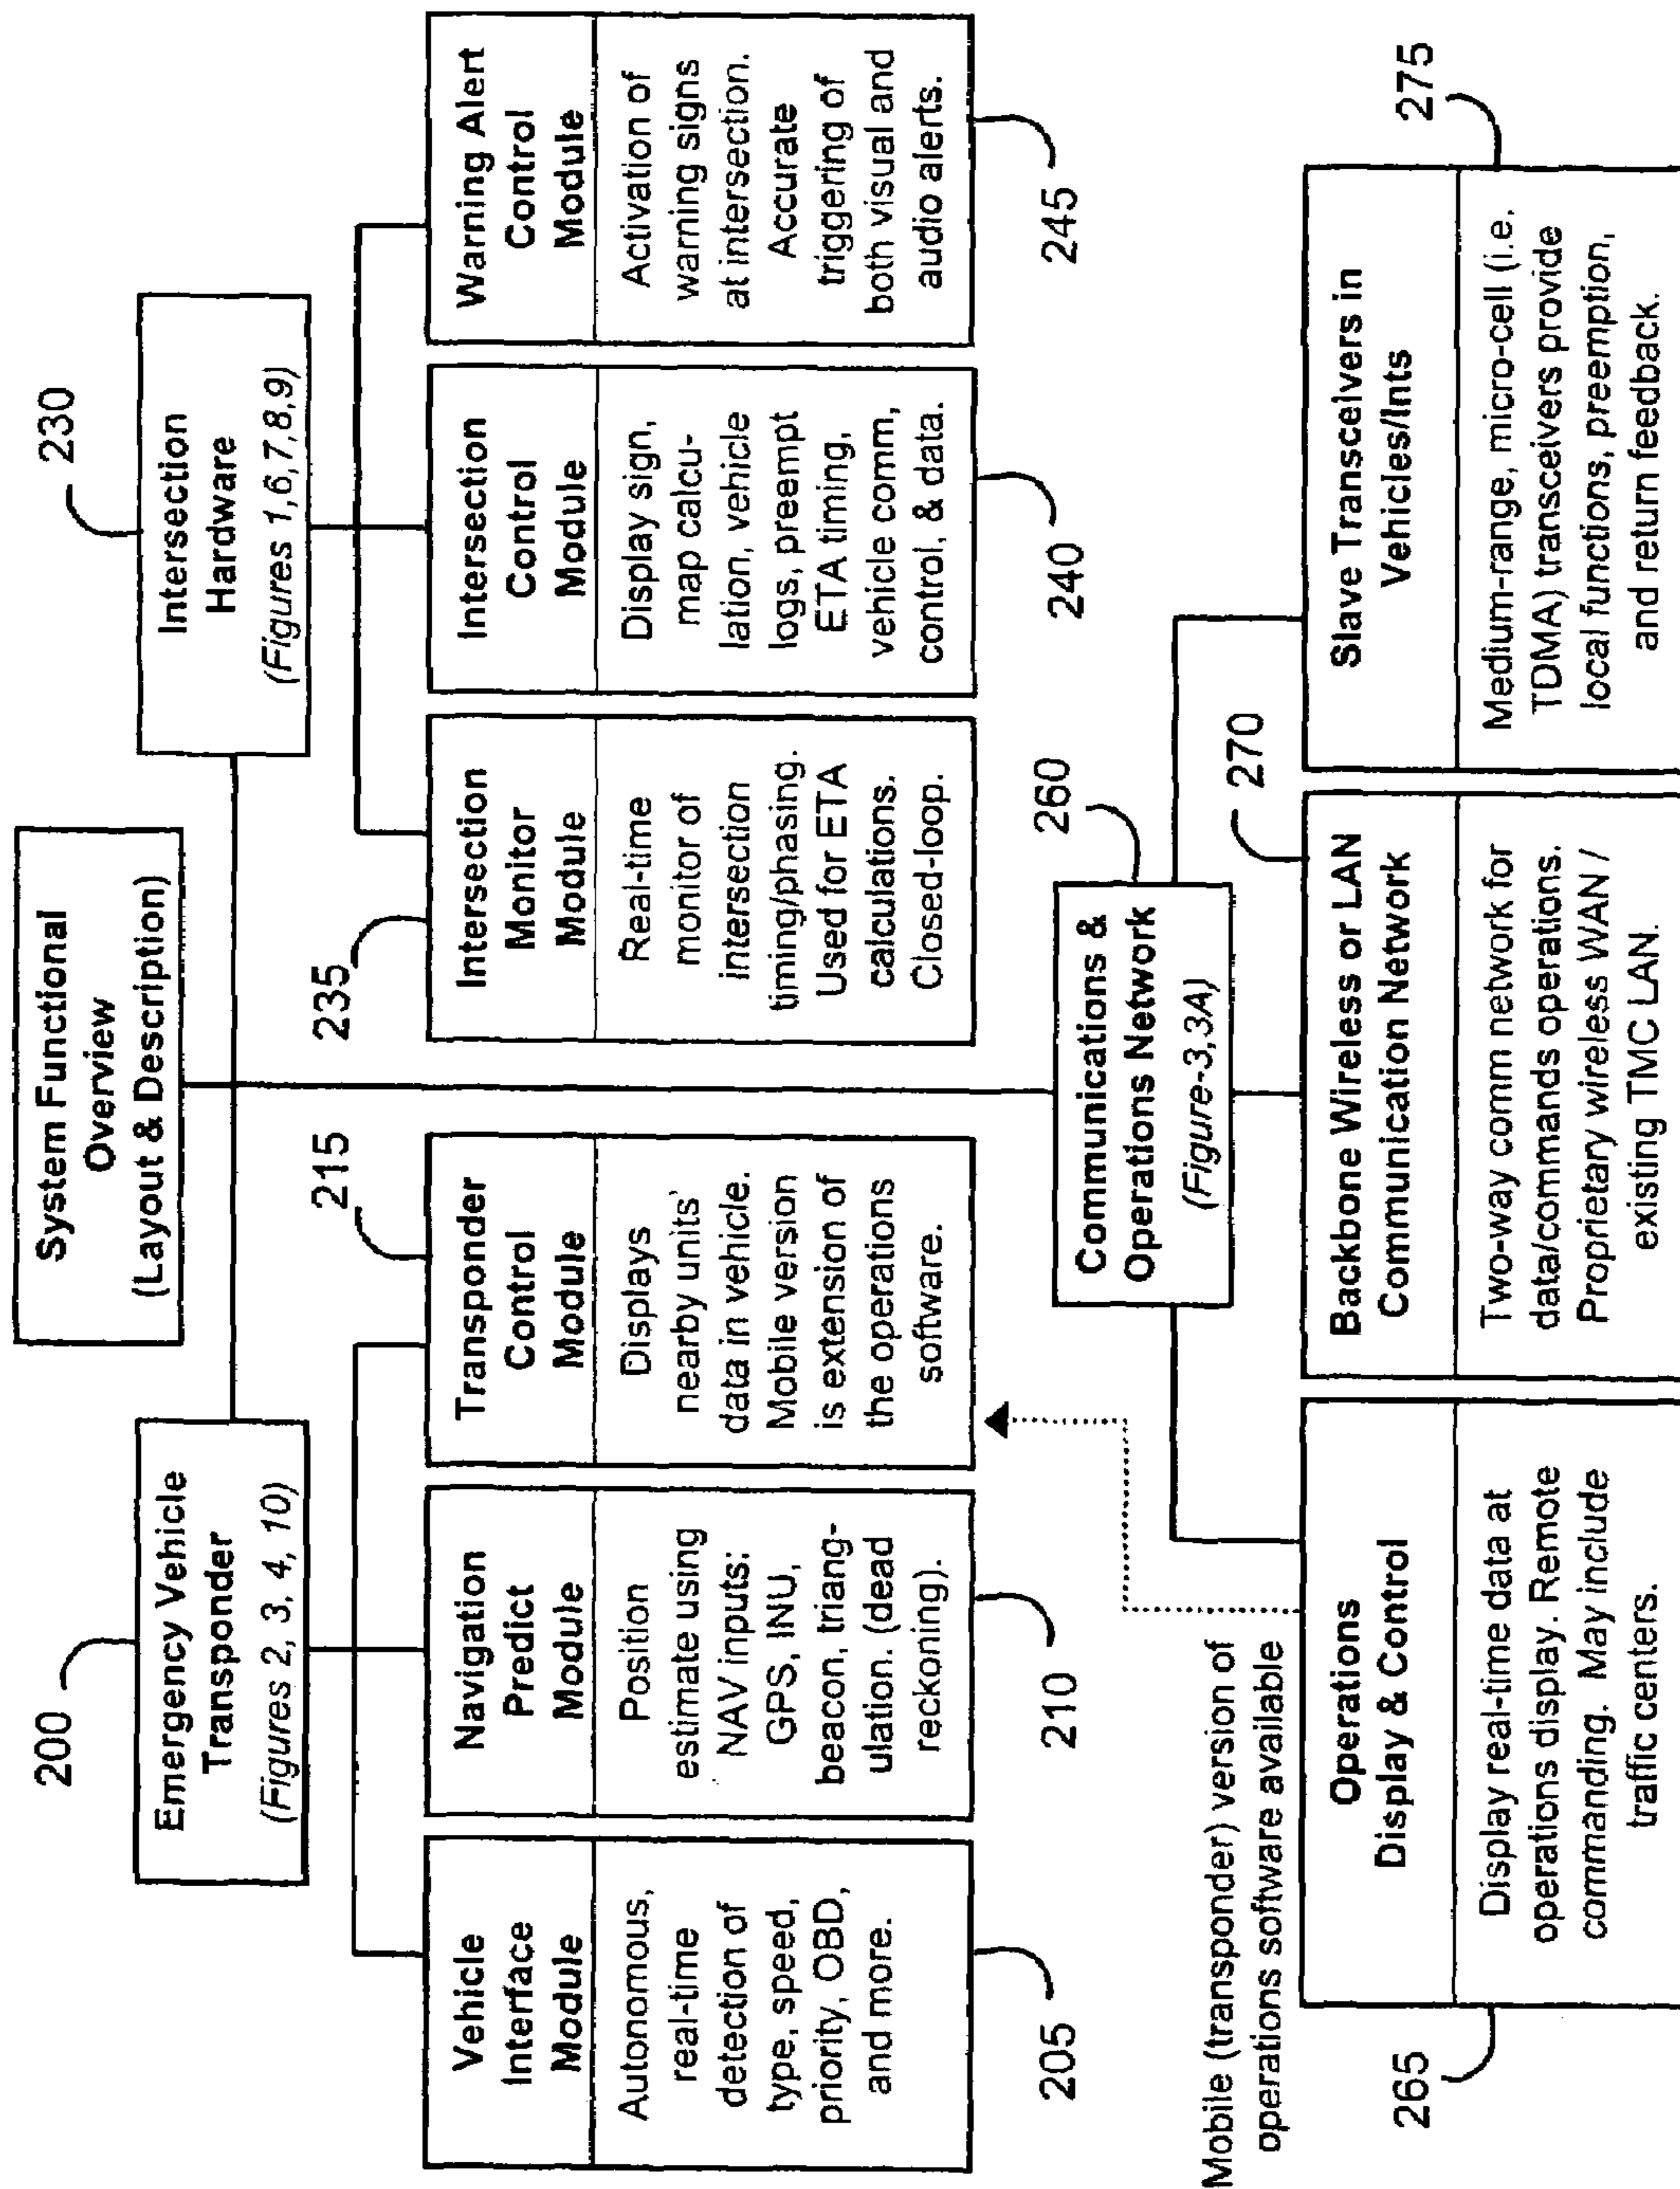 System Functional
Overview
(Layout & Description)
200
Emergency Vehicle
Transponder
(Figures 2, 3, 4, 10)
230
Intersection
Hardware
(Figures 1,6,7,8,9)
Vehicle
Interface
Module
Autonomous,
real-time
detection of
type, speed,
priority, OBD,
and more.
205
Navigation
Predict
Module
Position
estimate using
NAV inputs:
GPS, INU,
beacon, triang-
ulation. (dead
reckoning).
210
215
Transponder
Control
Module
Displays
nearby units'
data in vehicle.
Mobile version
is extension of
the operations
software.
235
Intersection
Monitor
Module
Real-time
monitor of
intersection
timing/phasing.
Used for ETA
calculations.
Closed-loop.
Intersection
Control
Module
Display sign,
map calcu-
lation, vehicle
logs, preempt
ETA timing,
vehicle comm,
control, & data.
240
Warning Alert
Control
Module
Activation of
warning signs
at intersection.
Accurate
triggering of
both visual and
audio alerts.
245
260
Communications &
Operations Network
(Figure-3,3A)
Mobile (transponder) version of
operations software available
265
Operations
Display & Control
Display real-time data at
operations display. Remote
commanding. May include
traffic centers.
270
Backbone Wireless or LAN
Communication Network
Two-way comm network for
data/commands operations.
Proprietary wireless WAN /
existing TMC LAN.
275
Slave Transceivers in
Vehicles/Ints
Medium-range, micro-cell (i.e.
TDMA) transceivers provide
local functions, preemption,
and return feedback.